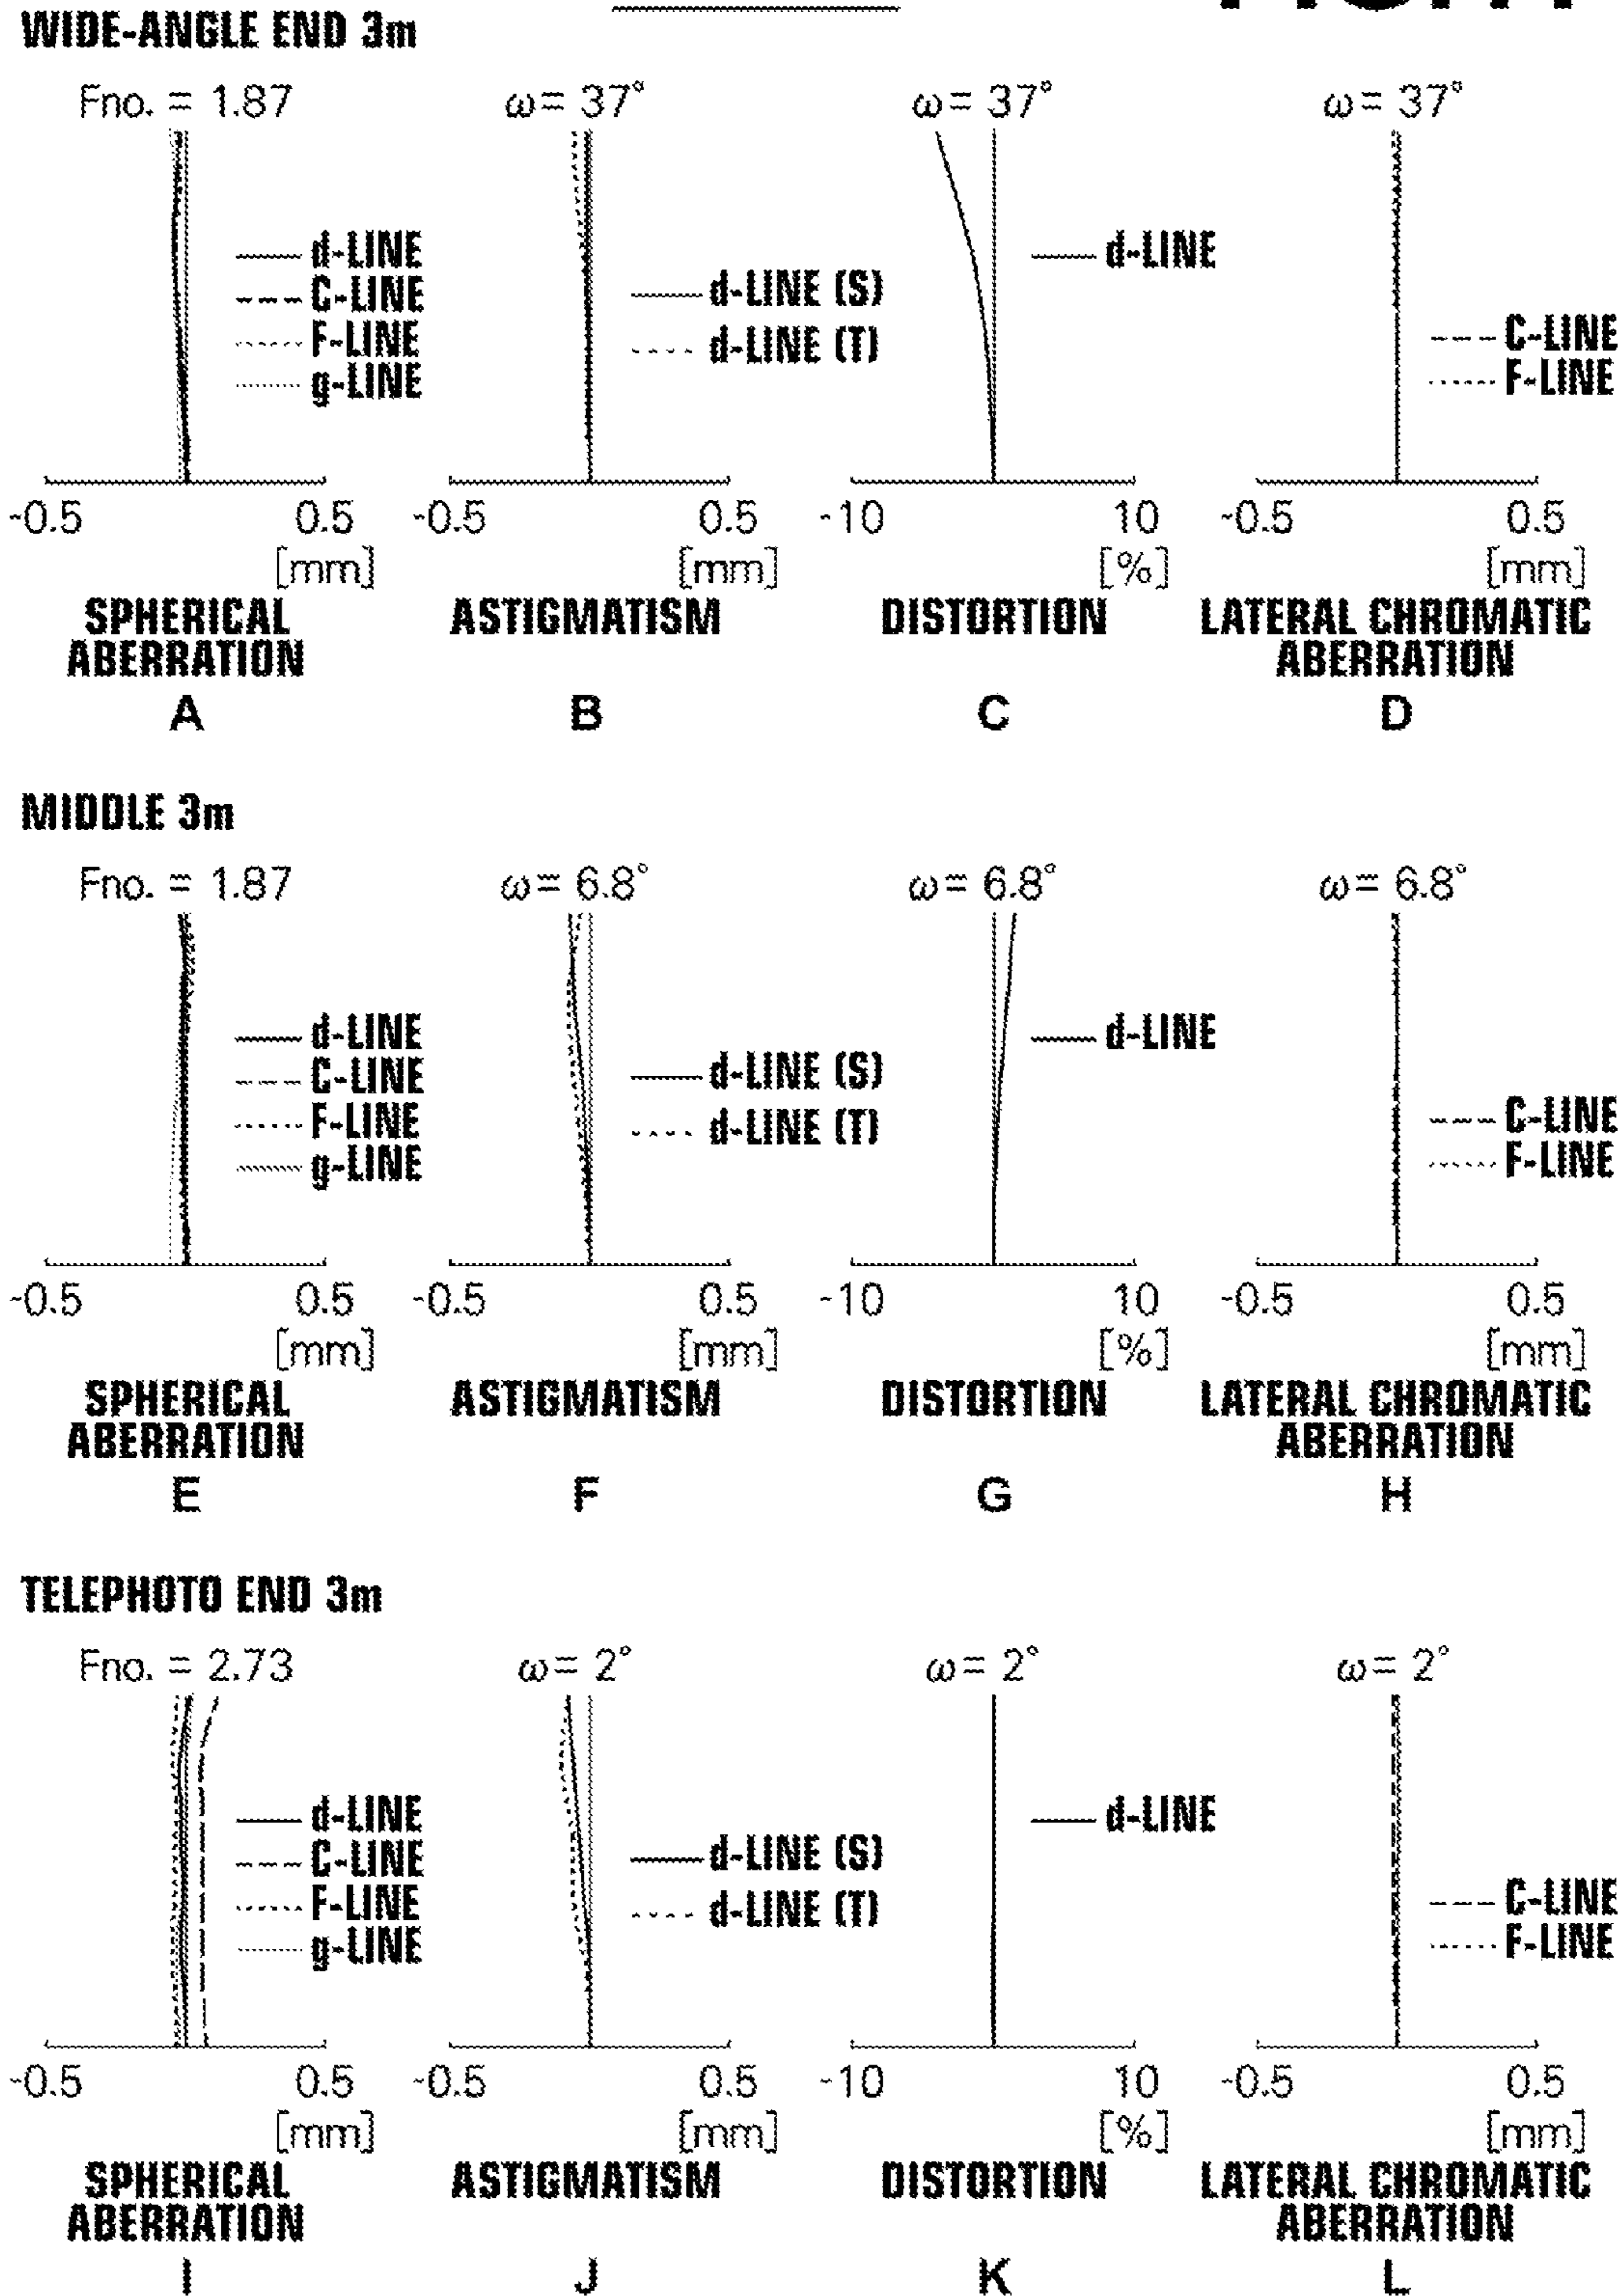 WIDE-ANGLE END 3m
Fno. = 1.87
ω = 37°
ω = 37°
ω = 37°
d-LINE
C-LINE
F-LINE
g-LINE
d-LINE (S)
d-LINE (T)
d-LINE
C-LINE
F-LINE
-0.5 0.5
[mm]
-0.5 0.5
[mm]
-10 10
[%]
-0.5 0.5
[mm]
SPHERICAL
ABERRATION
ASTIGMATISM
DISTORTION
LATERAL CHROMATIC
ABERRATION
A
B
C
D
MIDDLE 3m
Fno. = 1.87
ω = 6.8°
ω = 6.8°
ω = 6.8°
d-LINE
C-LINE
F-LINE
g-LINE
d-LINE (S)
d-LINE (T)
d-LINE
C-LINE
F-LINE
-0.5 0.5
[mm]
-0.5 0.5
[mm]
-10 10
[%]
-0.5 0.5
[mm]
SPHERICAL
ABERRATION
ASTIGMATISM
DISTORTION
LATERAL CHROMATIC
ABERRATION
E
F
G
H
TELEPHOTO END 3m
Fno. = 2.73
ω = 2°
ω = 2°
ω = 2°
d-LINE
C-LINE
F-LINE
g-LINE
d-LINE (S)
d-LINE (T)
d-LINE
C-LINE
F-LINE
-0.5 0.5
[mm]
-0.5 0.5
[mm]
-10 10
[%]
-0.5 0.5
[mm]
SPHERICAL
ABERRATION
ASTIGMATISM
DISTORTION
LATERAL CHROMATIC
ABERRATION
I
J
K
L